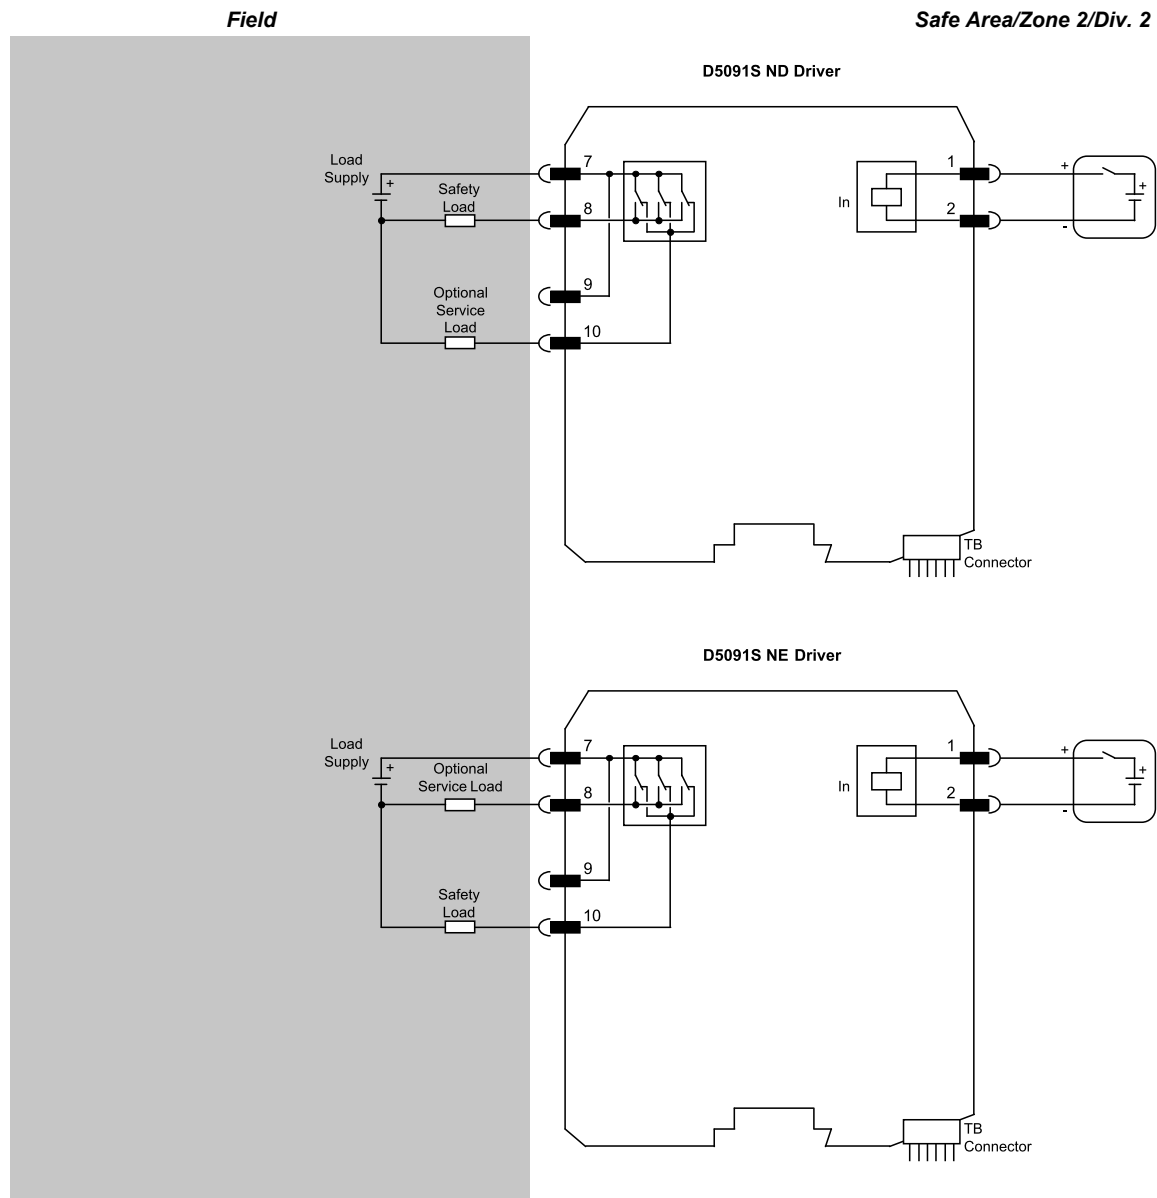 Field
Safe Area/Zone 2/Div. 2
D5091S ND Driver
Load
Supply
+
Safety
Load
7
8
Optional
Service
Load
9
10
In
1
2
+
-
+
TB
Connector
D5091S NE Driver
Load
Supply
+
Optional
Service Load
7
8
Safety
Load
9
10
In
1
2
+
-
+
TB
Connector